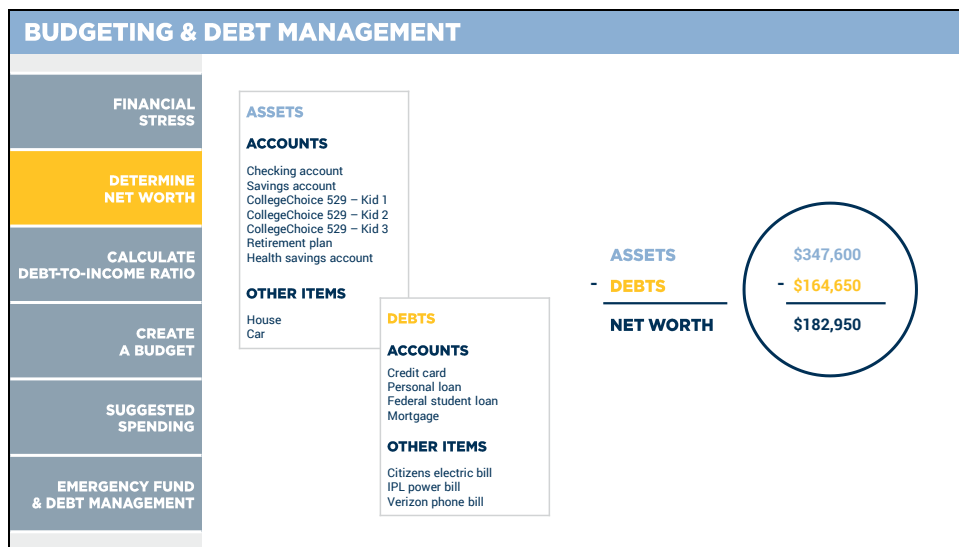 BUDGETING & DEBT MANAGEMENT
FINANCIAL
STRESS
DETERMINE
NET WORTH
CALCULATE
DEBT-TO-INCOME RATIO
CREATE
A BUDGET
SUGGESTED
SPENDING
EMERGENCY FUND
& DEBT MANAGEMENT
ASSETS
ACCOUNTS
Checking account
Savings account
CollegeChoice 529 – Kid 1
CollegeChoice 529 – Kid 2
CollegeChoice 529 – Kid 3
Retirement plan
Health savings account
OTHER ITEMS
House
Car
DEBTS
ACCOUNTS
Credit card
Personal loan
Federal student loan
Mortgage
OTHER ITEMS
Citizens electric bill
IPL power bill
Verizon phone bill
ASSETS $347,600
- DEBTS - $164,650
NET WORTH $182,950